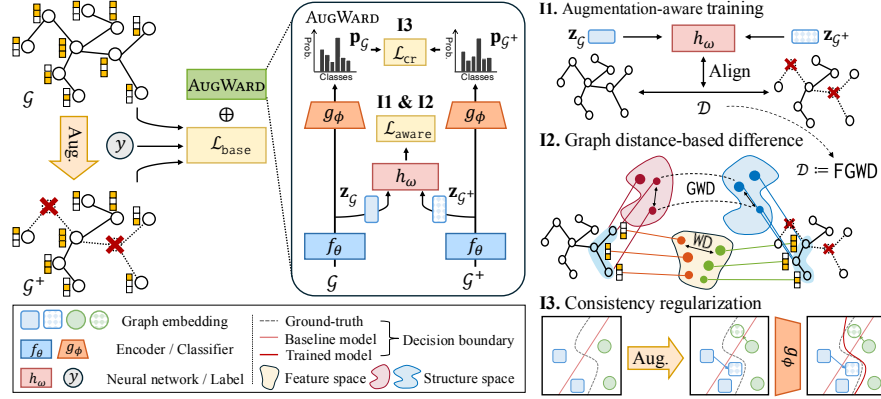 𝒢
Aug.
𝒢⁺
y
AUGWARD
⊕
ℒ_base
AUGWARD
I3
Prob.
Classes
p_𝒢
ℒ_cr
p_𝒢⁺
Prob.
Classes
g_ϕ
I1 & I2
ℒ_aware
g_ϕ
h_ω
z_𝒢
z_𝒢⁺
f_θ
f_θ
𝒢
𝒢⁺
Graph embedding
f_θ
g_ϕ
Encoder / Classifier
h_ω
y
Neural network / Label
Ground-truth
Baseline model
Trained model
Decision boundary
Feature space
Structure space
I1. Augmentation-aware training
z_𝒢
h_ω
z_𝒢⁺
Align
𝒟
I2. Graph distance-based difference
𝒟 := FGWD
GWD
WD
I3. Consistency regularization
Aug.
g_ϕ